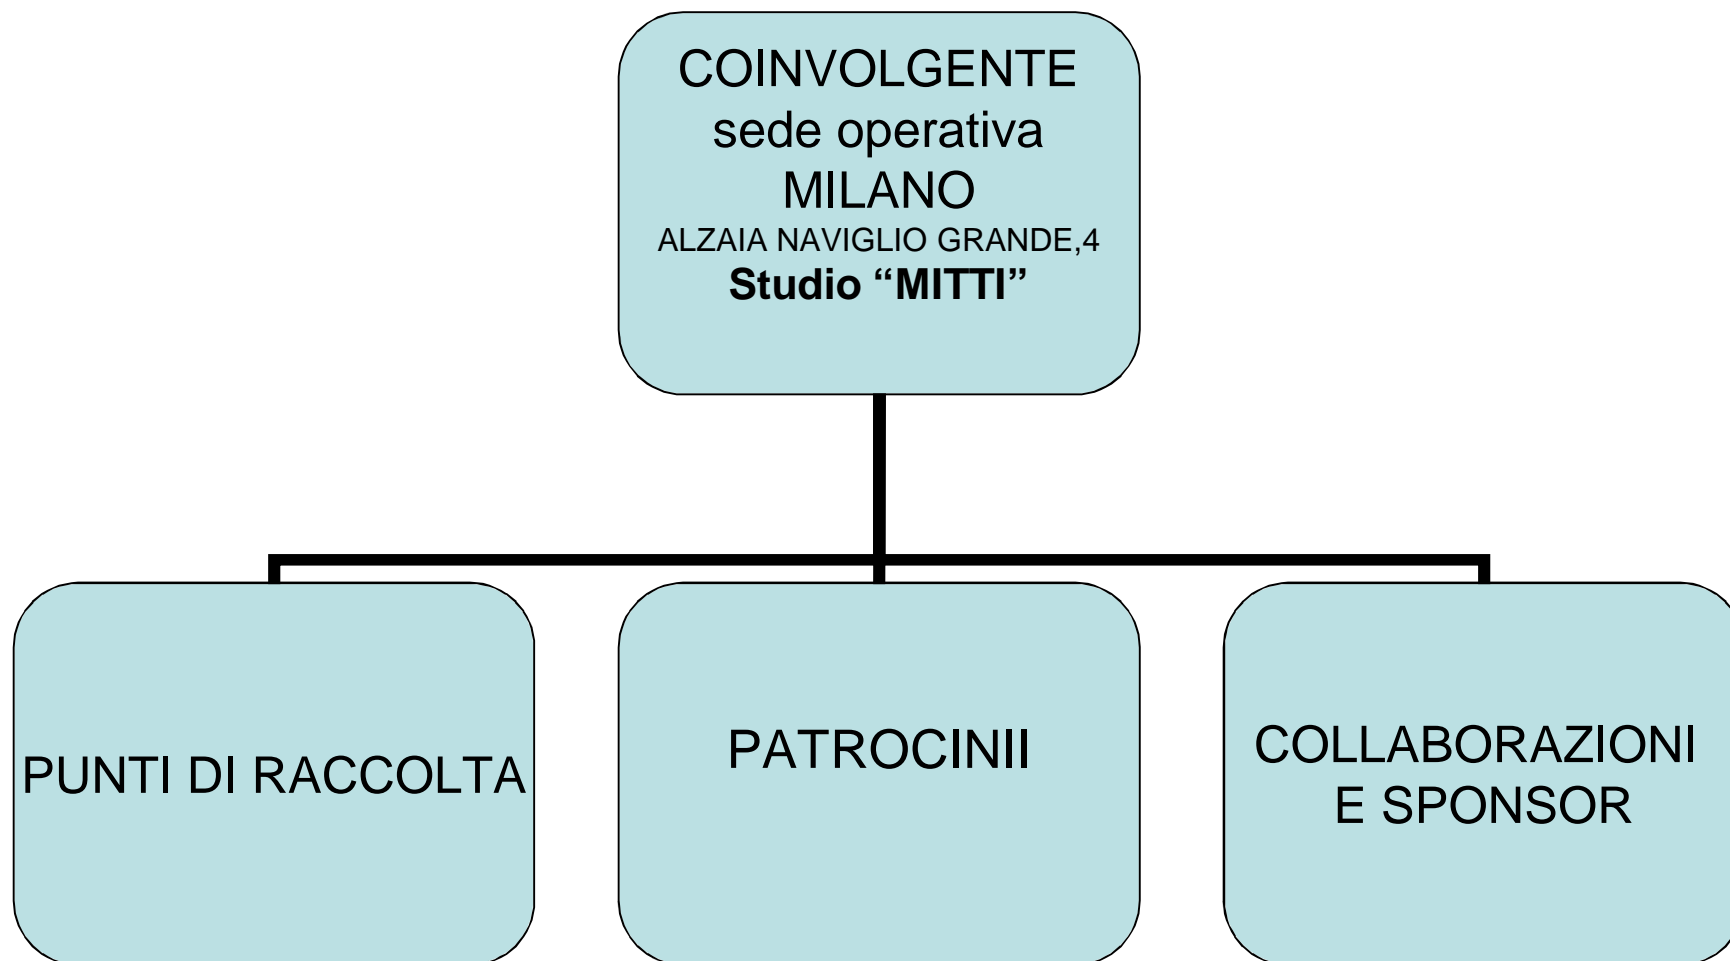 COINVOLGENTE
sede operativa
MILANO
ALZAIA NAVIGLIO GRANDE,4
Studio “MITTI”
PUNTI DI RACCOLTA
PATROCINII
COLLABORAZIONI
E SPONSOR